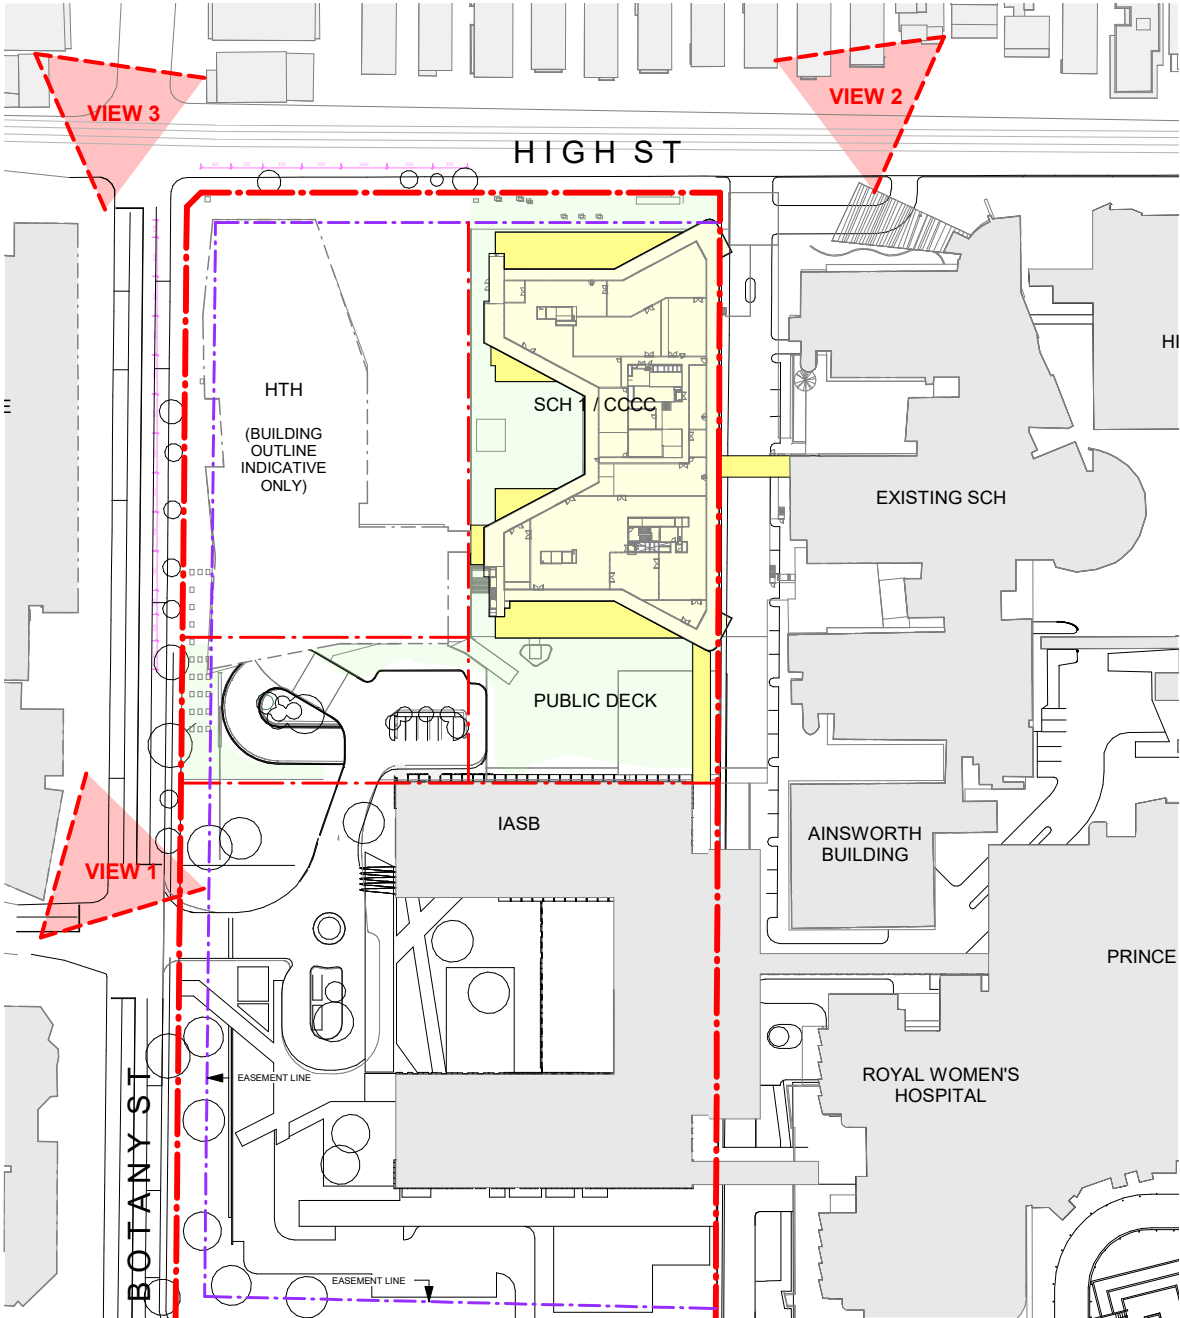 VIEW 3
VIEW 2
HIGH ST
HI
E
HTH
(BUILDING
OUTLINE
INDICATIVE
ONLY)
SCH 1 / CCCC
EXISTING SCH
PUBLIC DECK
IASB
AINSWORTH
BUILDING
VIEW 1
PRINCE
EASEMENT LINE
ROYAL WOMEN'S
HOSPITAL
BOTANY ST
EASEMENT LINE